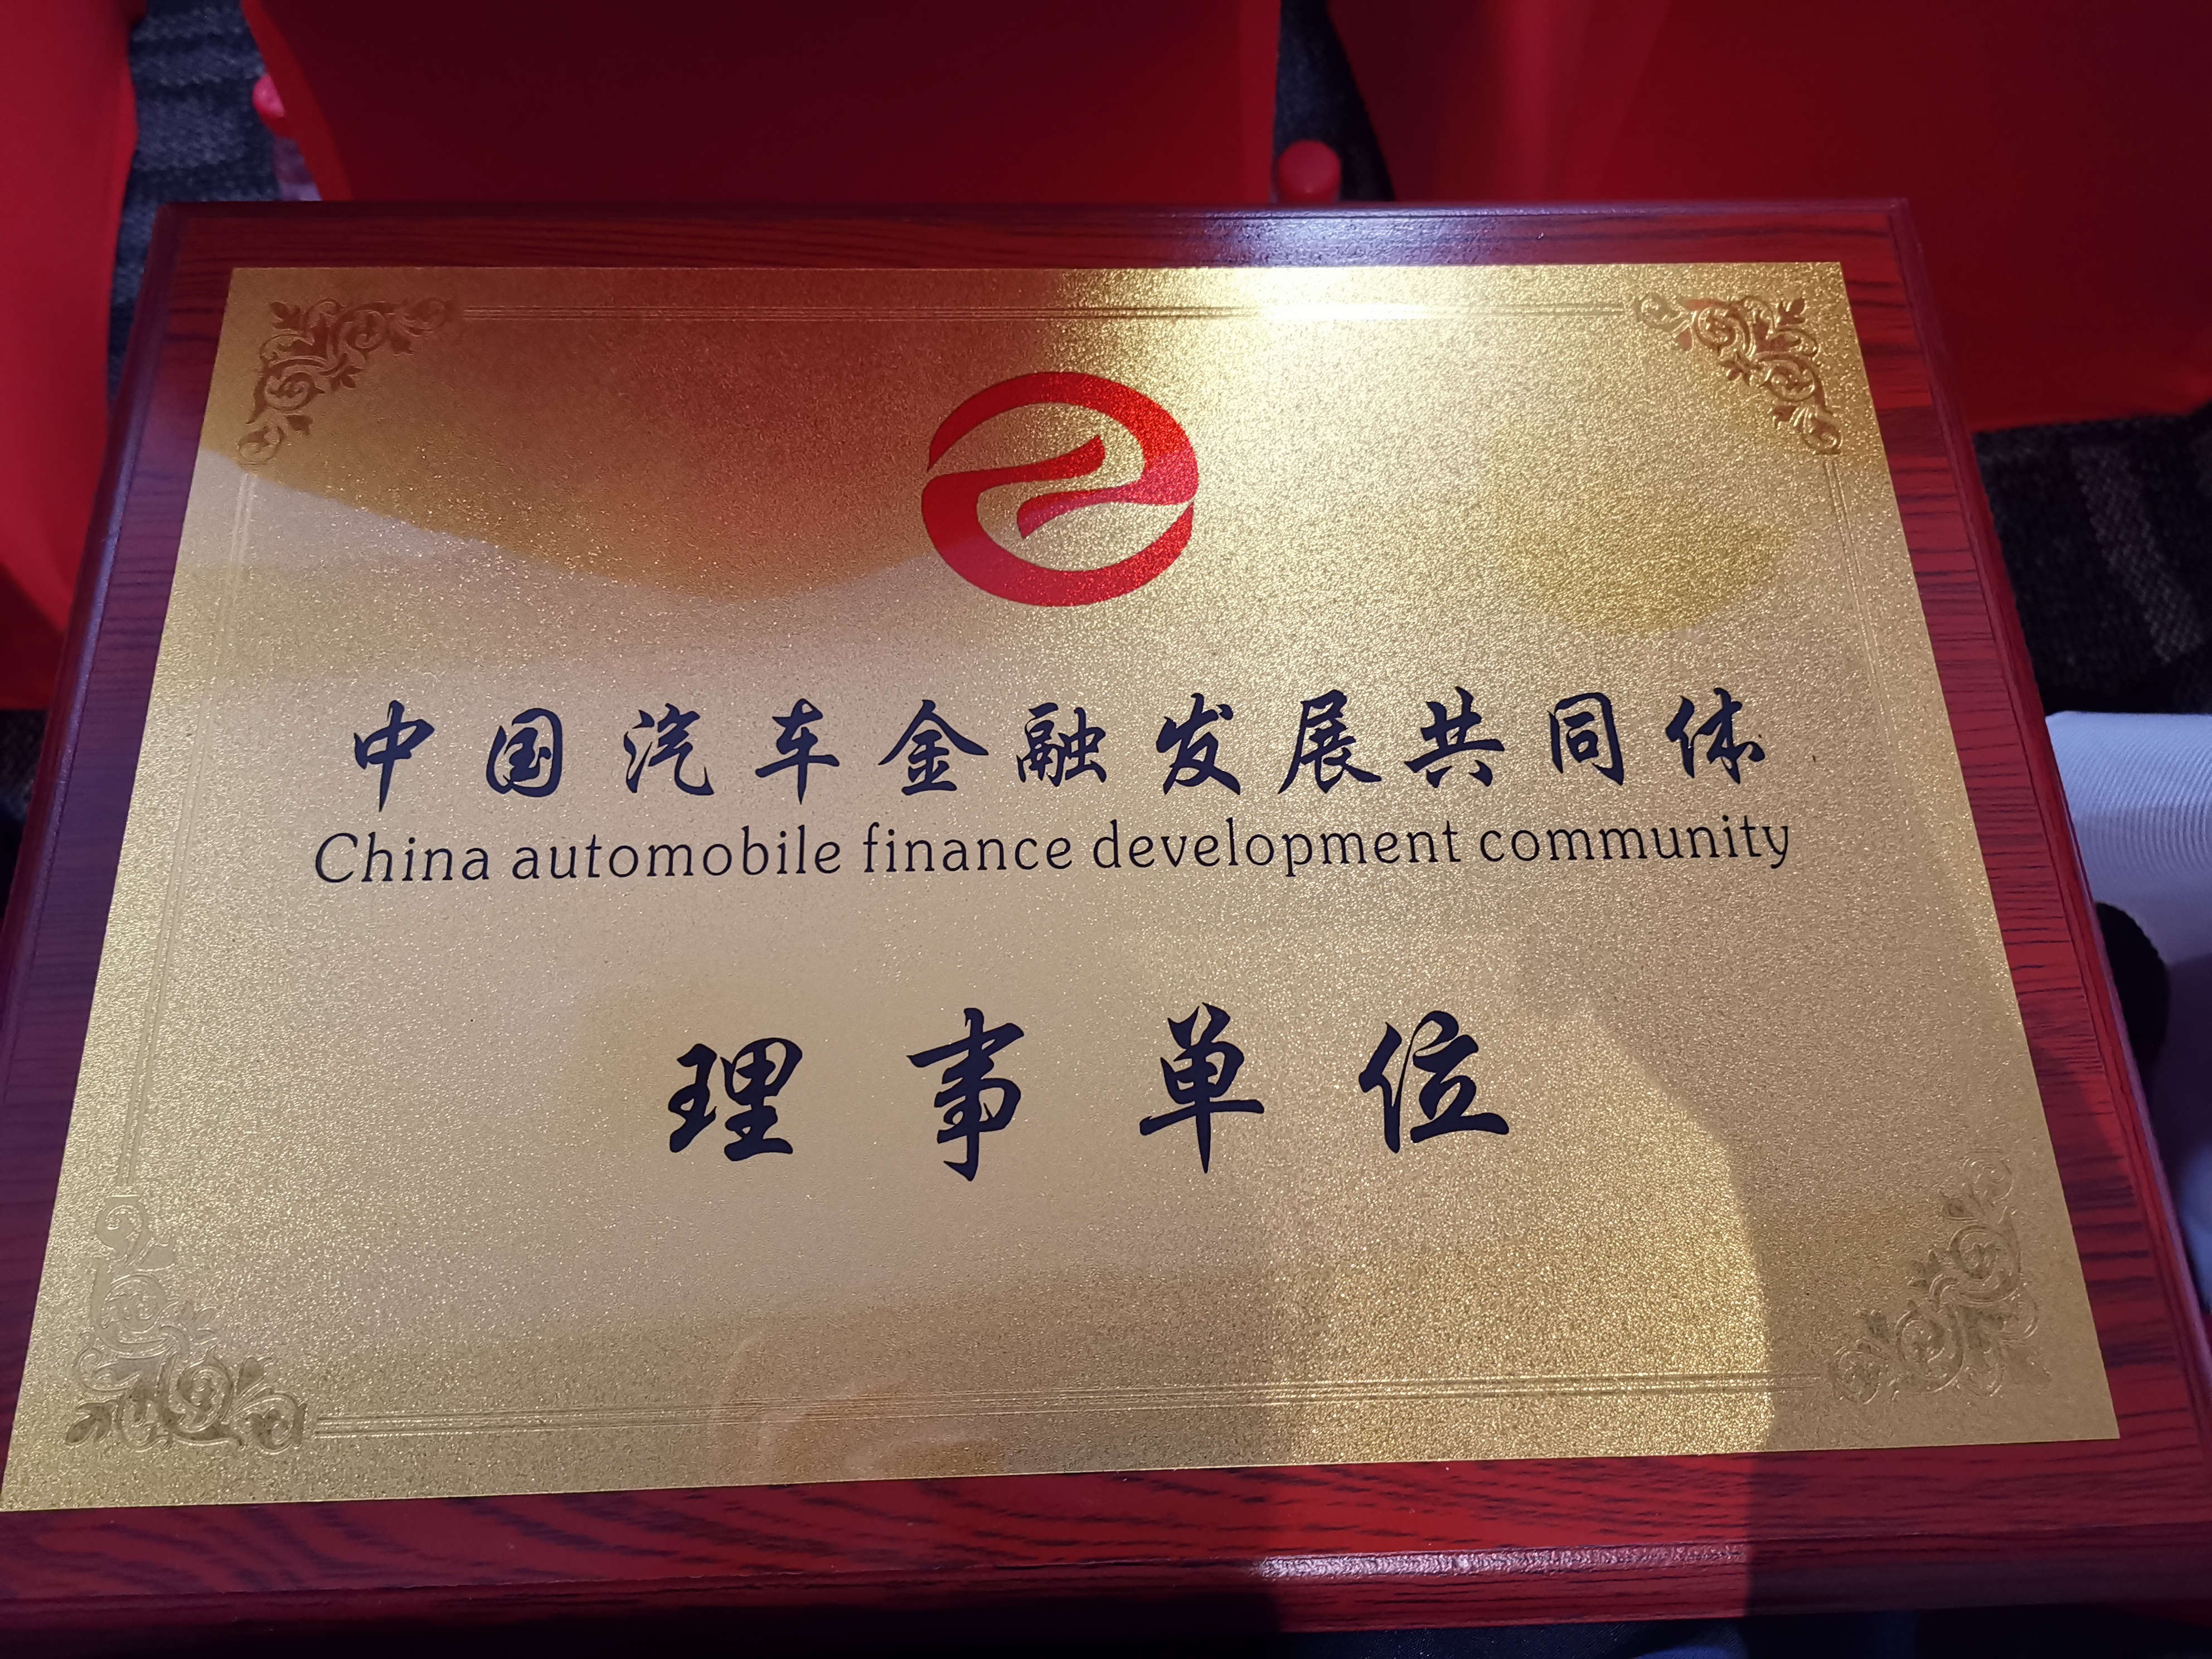 中国汽车金融发展共同体
China automobile finance development community
理事单位